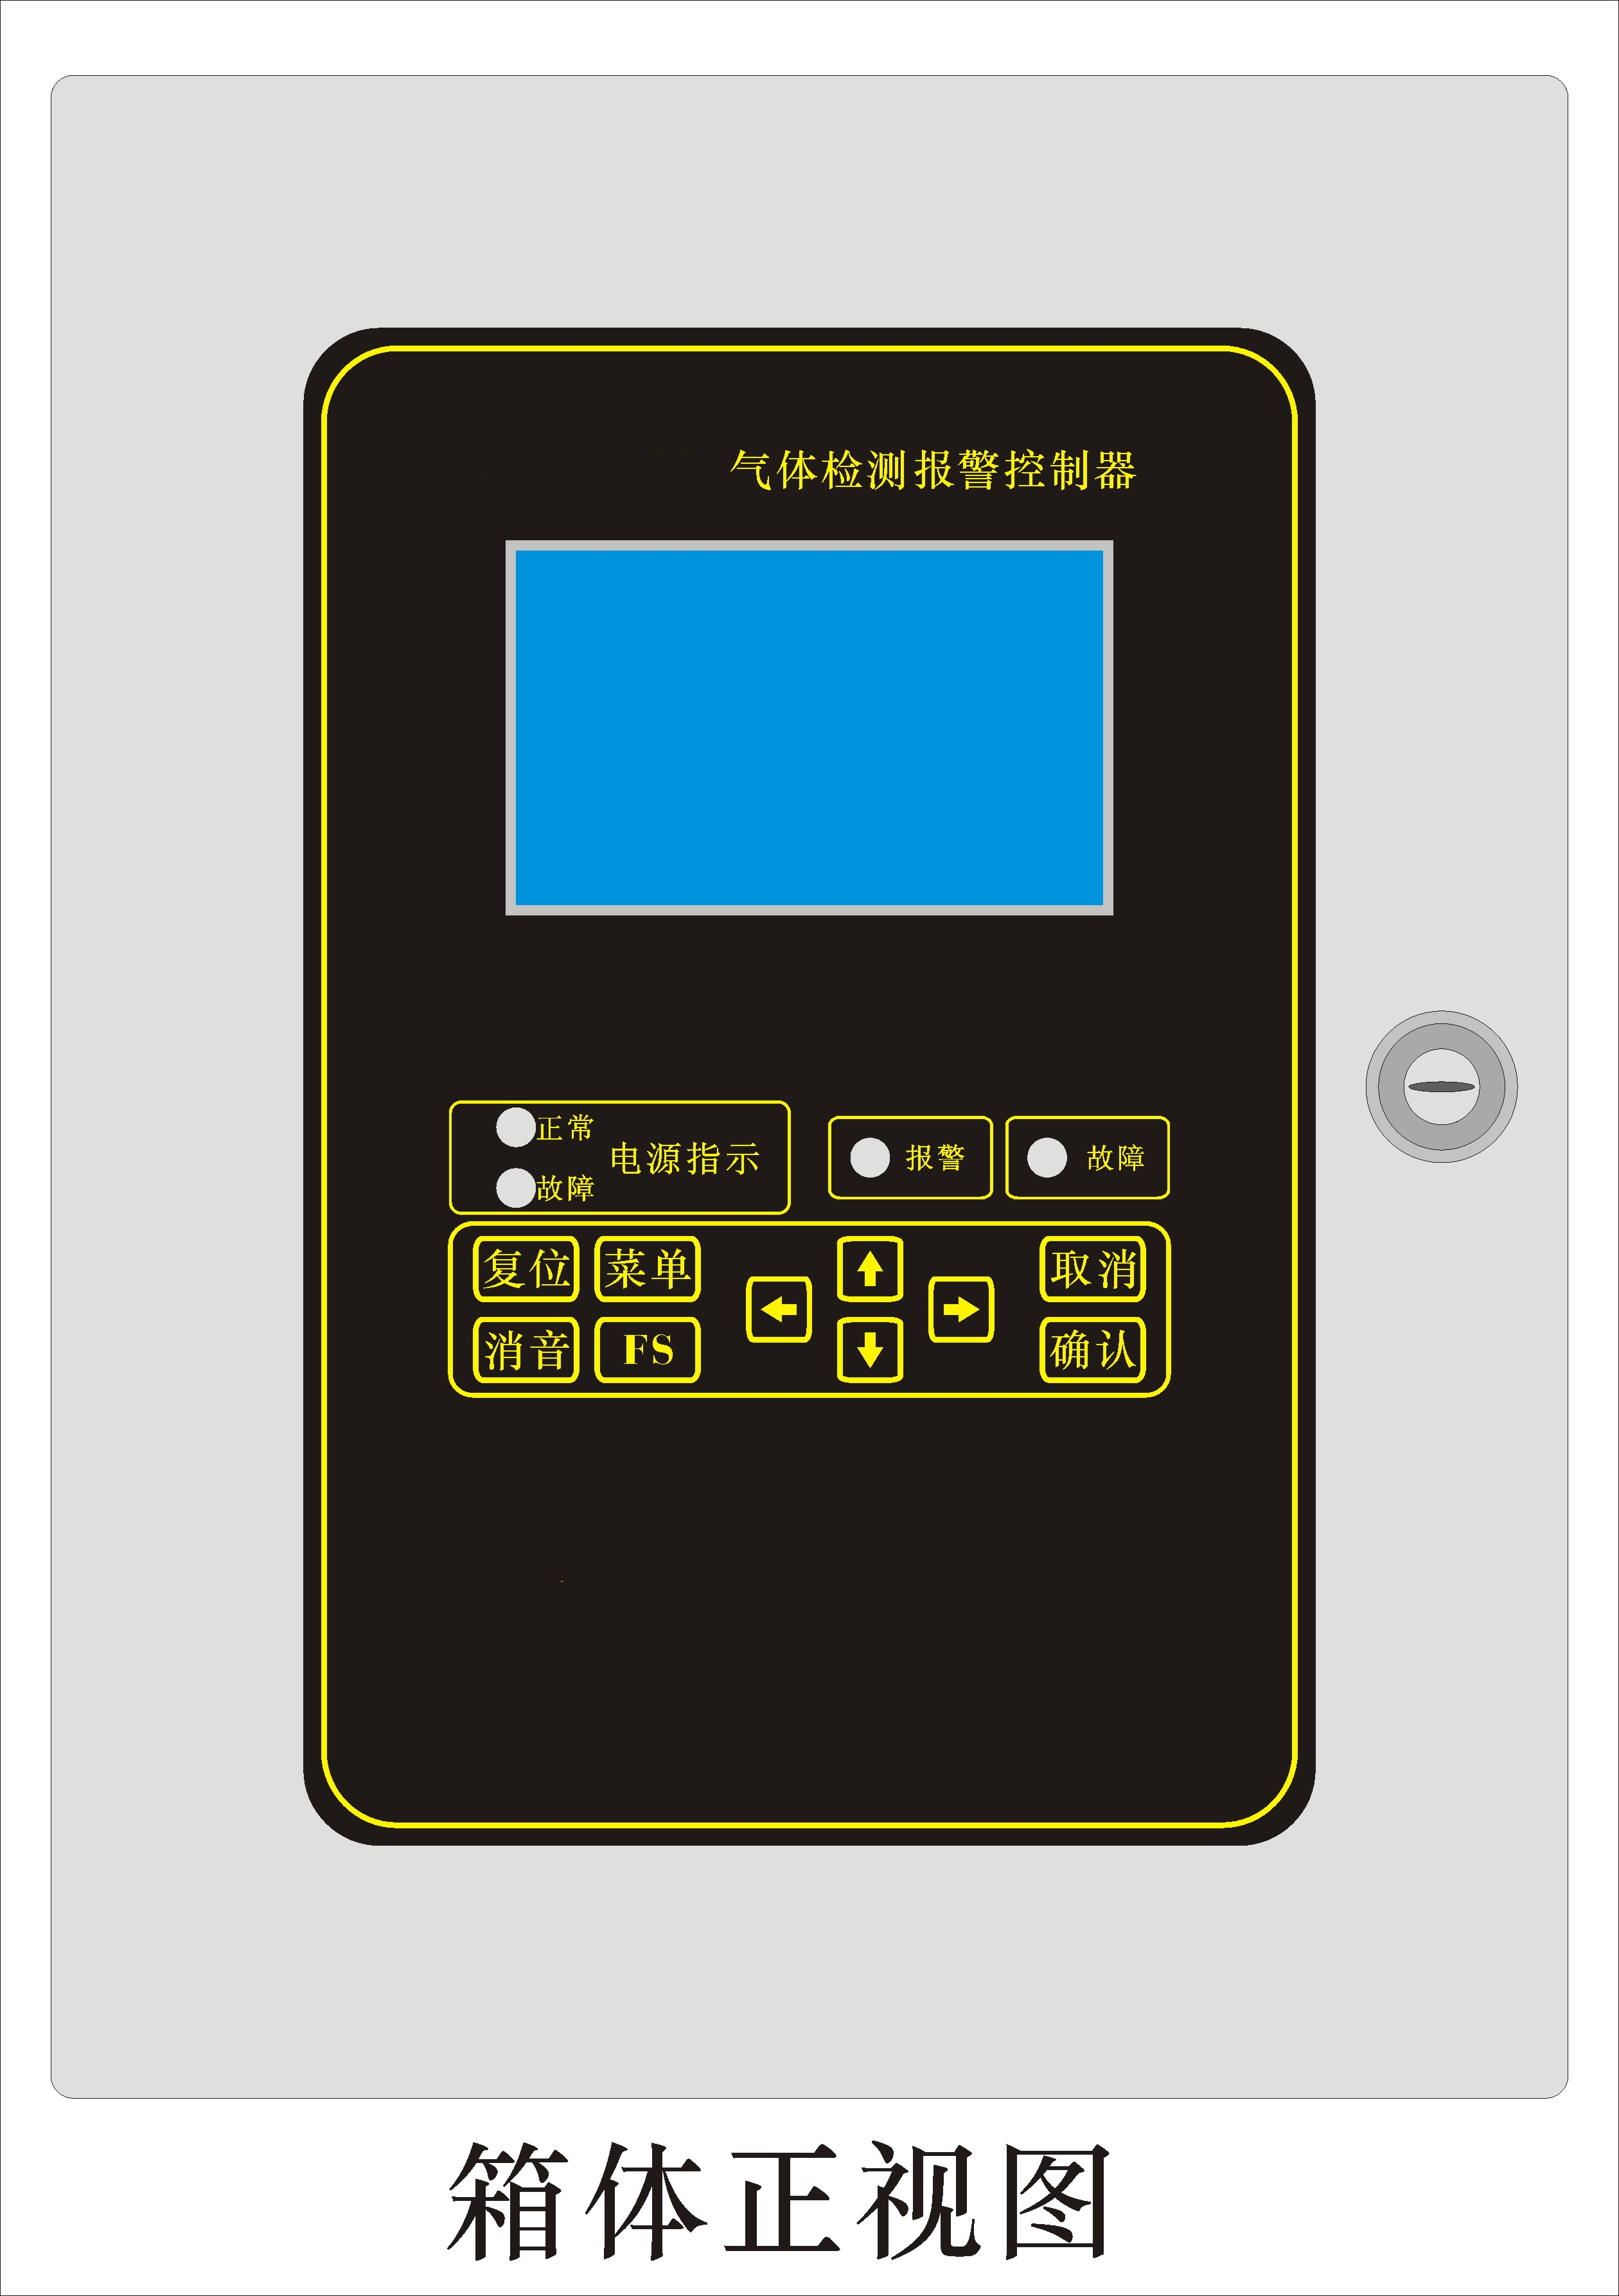 气体检测报警控制器
正常
故障
电源指示
报警
故障
复位 菜单 取消
消音 FS 确认
箱体正视图